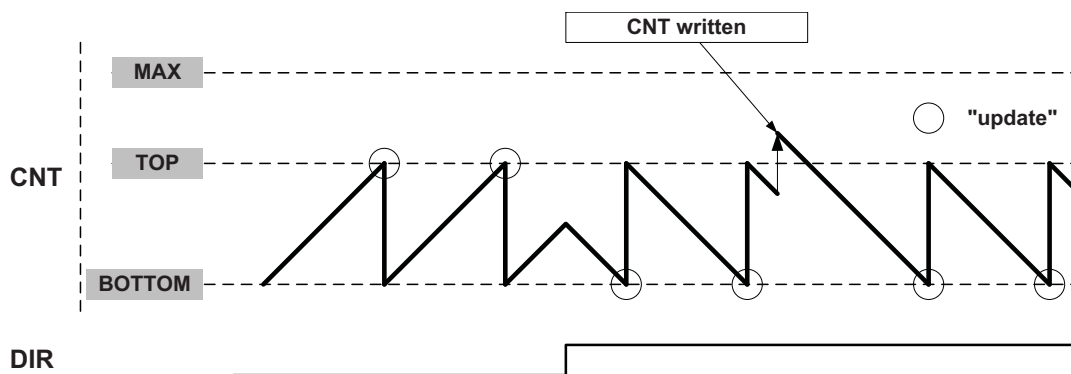 CNT written
MAX
"update"
TOP
CNT
BOTTOM
DIR